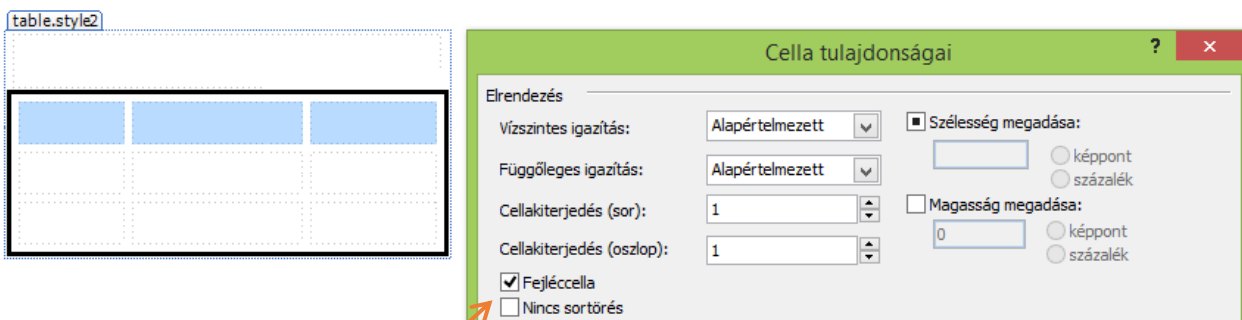 table.style2
Cella tulajdonságai
?
×
Elrendezés
Vízszintes igazítás:
Alapértelmezett
Szélesség megadása:
képpont
százalék
Függőleges igazítás:
Alapértelmezett
Cellakiterjedés (sor):
1
Magasság megadása:
0
képpont
százalék
Cellakiterjedés (oszlop):
1
Fejléccella
Nincs sortörés